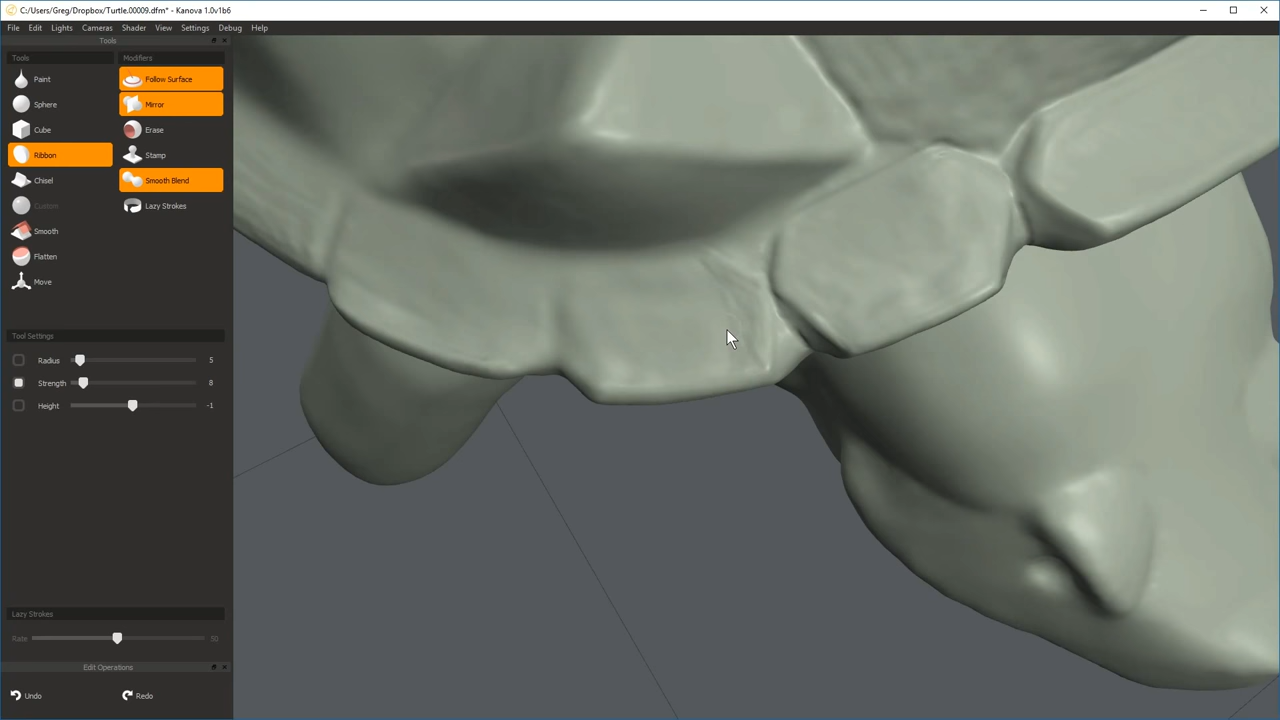 C:/Users/Greg/Dropbox/Turtle.00009.dfm* - Kanova 1.0v1b6
File Edit Lights Cameras Shader View Settings Debug Help
Tools
Tools Modifiers
Paint Follow Surface
Sphere Mirror
Cube Erase
Ribbon Stamp
Chisel Smooth Blend
Custom Lazy Strokes
Smooth
Flatten
Move
Tool Settings
Radius 5
Strength 8
Height -1
Lazy Strokes
Rate 50
Edit Operations
Undo Redo